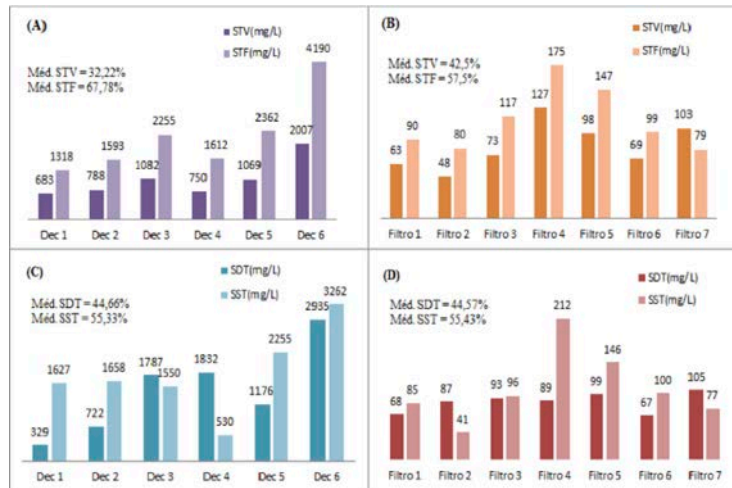 (A)
STV(mg/L)
STF(mg/L)
Méd. STV = 32,22%
Méd. STF = 67,78%
683 1318 788 1593 1082 2255 750 1612 1069 2362 2007 4190
Dec 1 Dec 2 Dec 3 Dec 4 Dec 5 Dec 6
(B)
STV(mg/L)
STF(mg/L)
Méd. STV = 42,5%
Méd. STF = 57,5%
63 90 48 80 73 117 127 175 98 147 69 99 103 79
Filtro 1 Filtro 2 Filtro 3 Filtro 4 Filtro 5 Filtro 6 Filtro 7
(C)
SDT(mg/L)
SST(mg/L)
Méd. SDT = 44,66%
Méd. SST = 55,33%
329 1627 722 1658 1787 1550 1832 530 1176 2255 2935 3262
Dec 1 Dec 2 Dec 3 Dec 4 Dec 5 Dec 6
(D)
SDT(mg/L)
SST(mg/L)
Méd. SDT = 44,57%
Méd. SST = 55,43%
68 85 87 41 93 96 89 212 99 146 67 100 105 77
Filtro 1 Filtro 2 Filtro 3 Filtro 4 Filtro 5 Filtro 6 Filtro 7